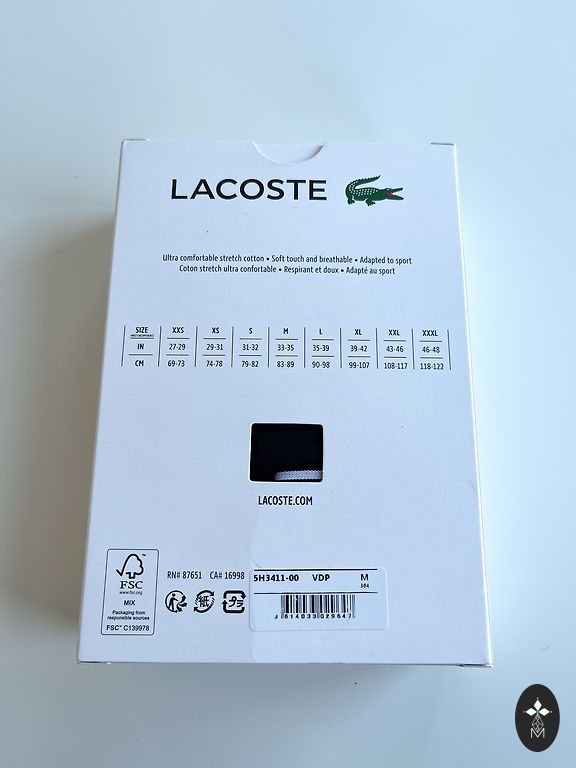 LACOSTE
Ultra comfortable stretch cotton • Soft touch and breathable • Adapted to sport
Coton stretch ultra confortable • Respirant et doux • Adapté au sport
SIZE XXS XS S M L XL XXL XXXL
IN 27-29 29-31 31-32 33-35 35-39 39-42 43-46 46-48
CM 69-73 74-78 79-82 83-89 90-98 99-107 108-117 118-122
LACOSTE.COM
FSC
www.fsc.org
MIX
Packaging from
responsible sources
FSC™ C139978
RN# 87651 CA# 16998
5H3411-00 VDP M
J 614033 029647
M